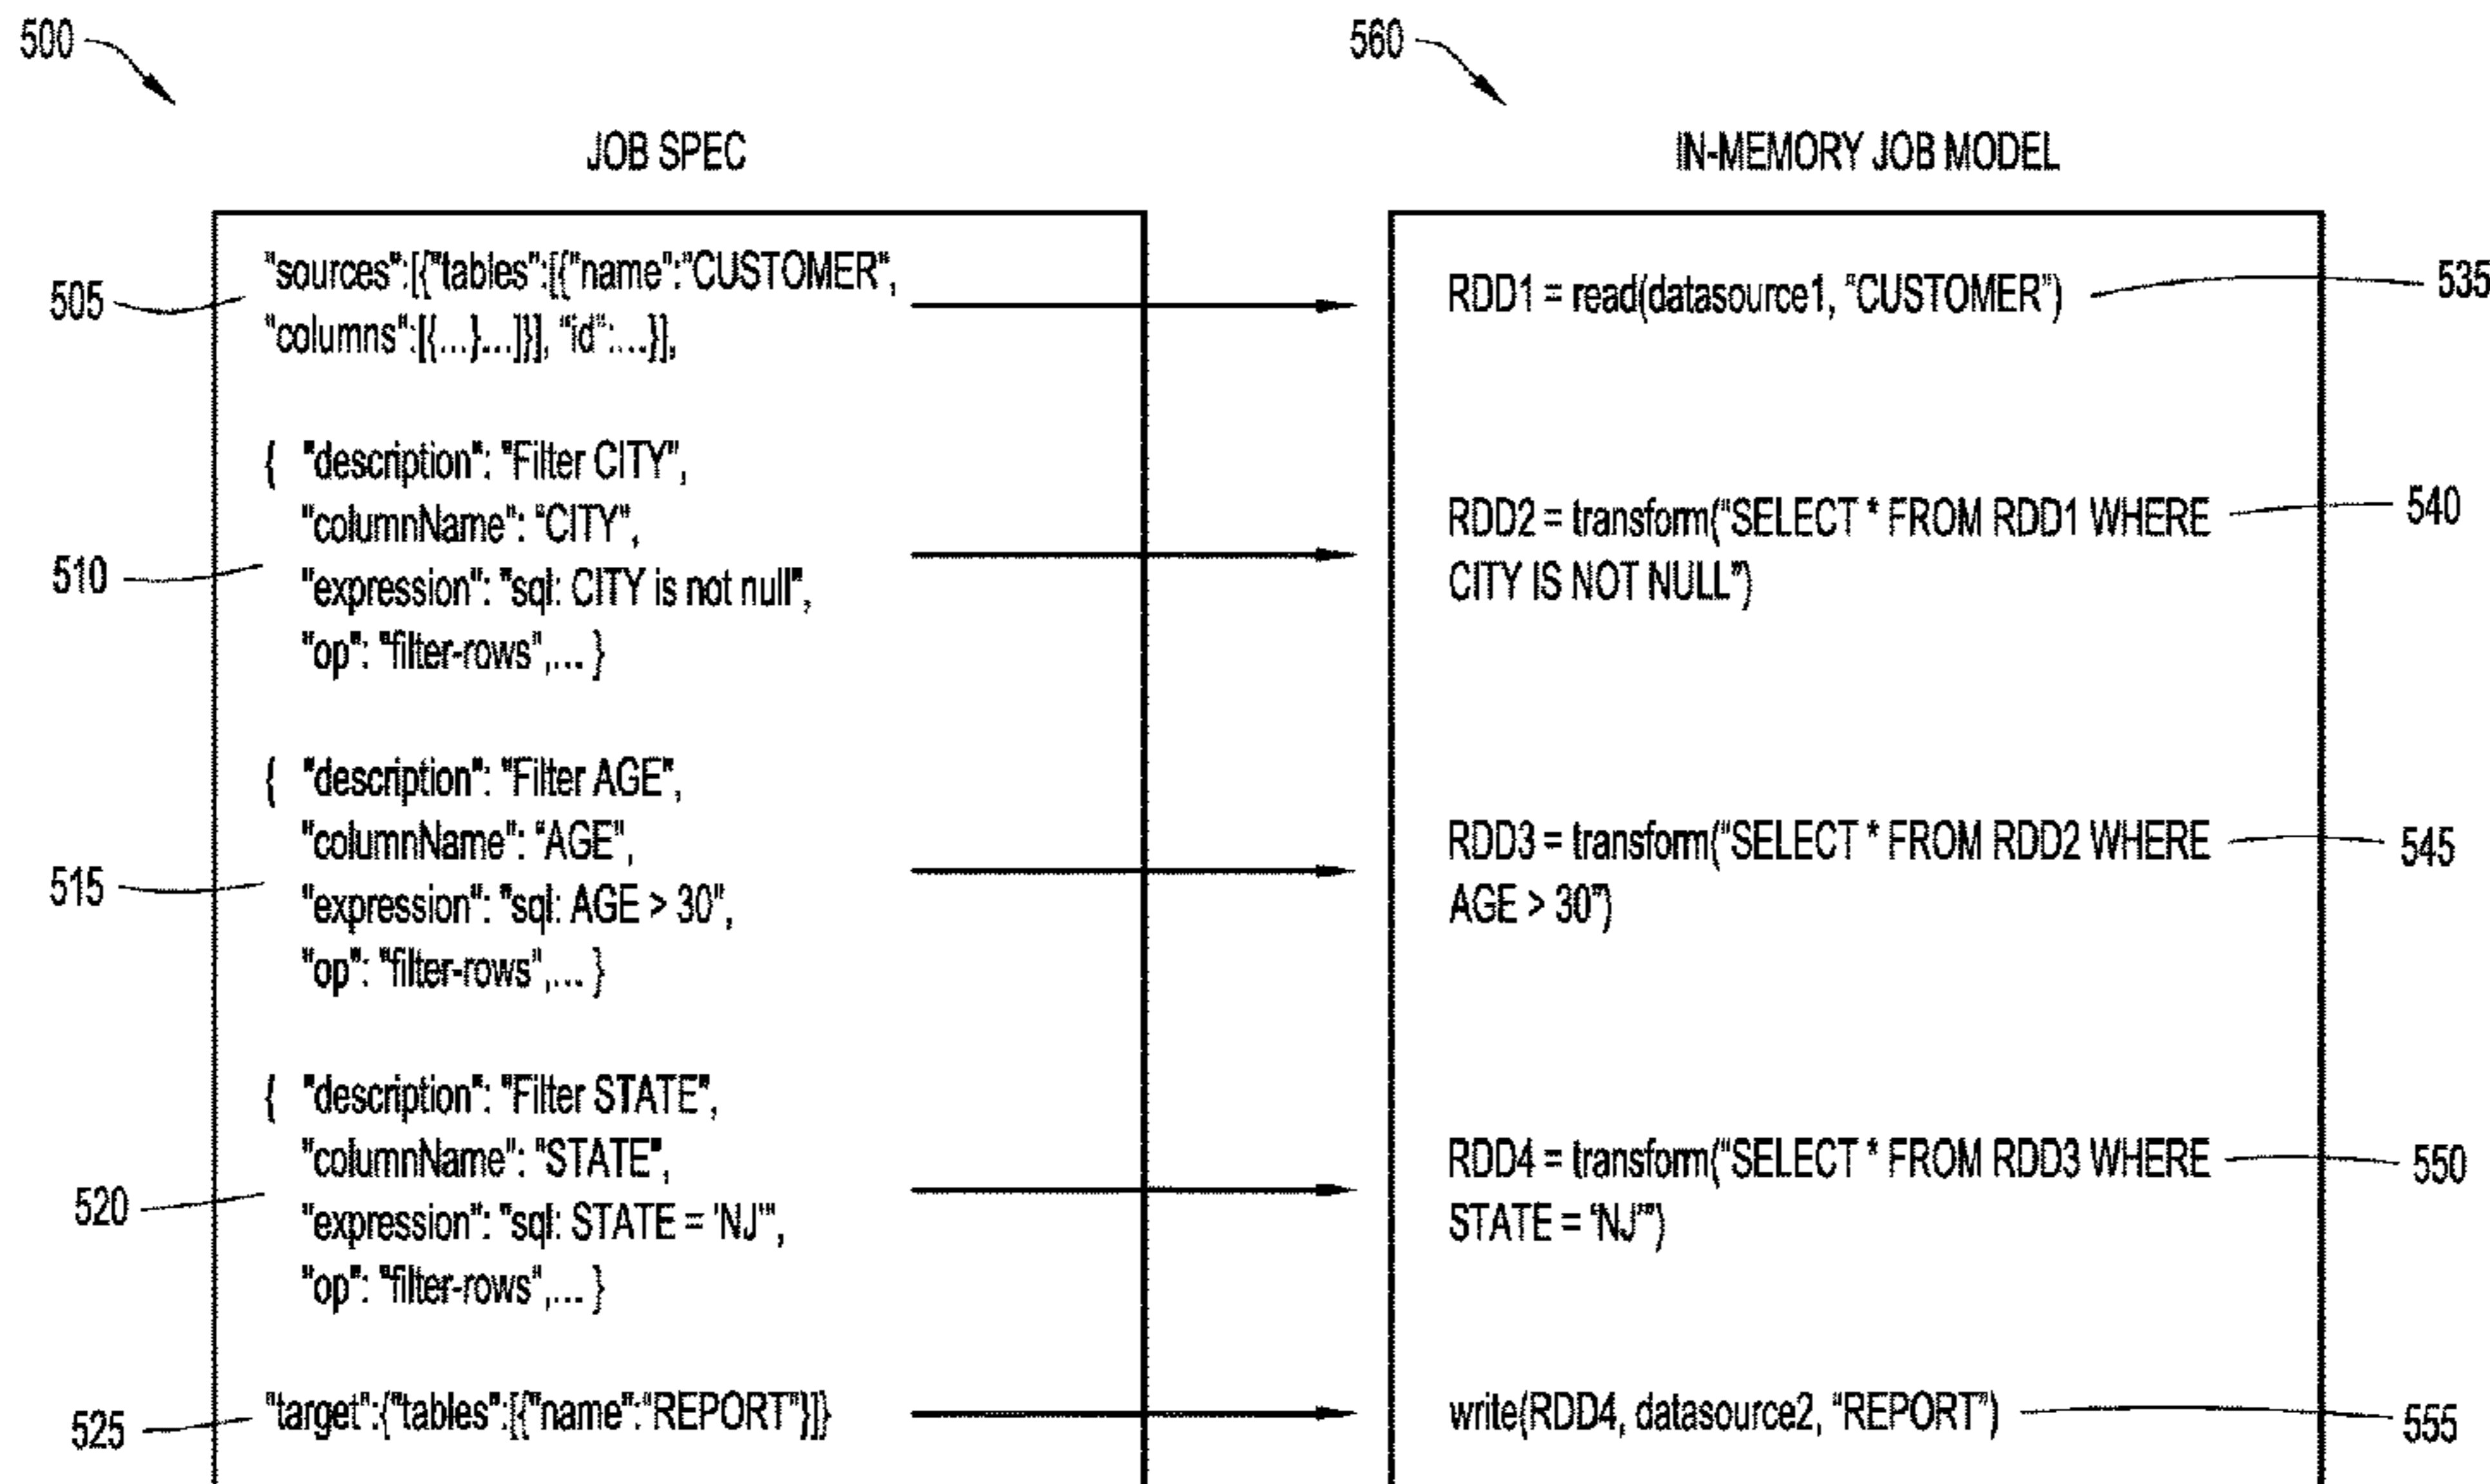 500
560
JOB SPEC
IN-MEMORY JOB MODEL
505
"sources":[{"tables":[{"name":"CUSTOMER",
"columns":[{...}...]}], "id":...}],
RDD1 = read(datasource1, "CUSTOMER")
535
510
{ "description": "Filter CITY",
"columnName": "CITY",
"expression": "sql: CITY is not null",
"op": "filter-rows",... }
RDD2 = transform("SELECT * FROM RDD1 WHERE
CITY IS NOT NULL")
540
515
{ "description": "Filter AGE",
"columnName": "AGE",
"expression": "sql: AGE > 30",
"op": "filter-rows",... }
RDD3 = transform("SELECT * FROM RDD2 WHERE
AGE > 30")
545
520
{ "description": "Filter STATE",
"columnName": "STATE",
"expression": "sql: STATE = 'NJ'",
"op": "filter-rows",... }
RDD4 = transform("SELECT * FROM RDD3 WHERE
STATE = 'NJ'")
550
525
"target":{"tables":[{"name":"REPORT"}]}
write(RDD4, datasource2, "REPORT")
555